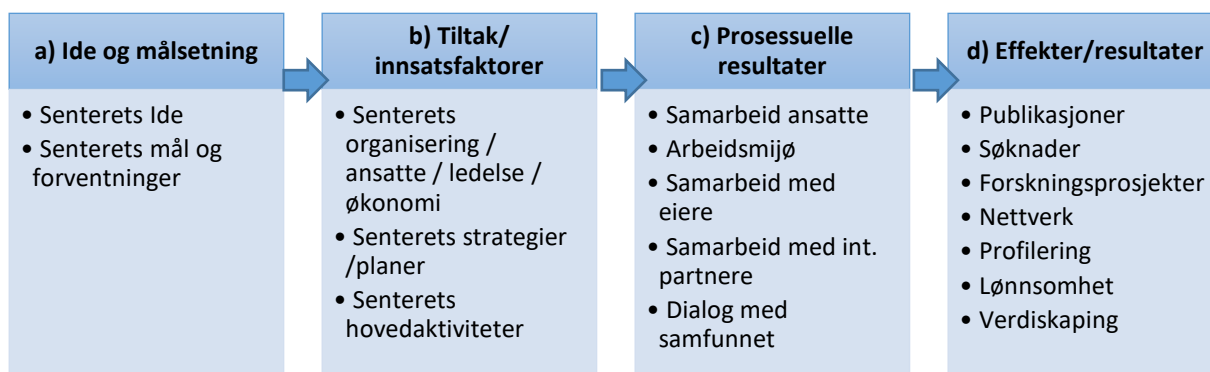 a) Ide og målsetning
• Senterets Ide
• Senterets mål og
forventninger
b) Tiltak/
innsatsfaktorer
• Senterets
organisering /
ansatte / ledelse /
økonomi
• Senterets strategier
/planer
• Senterets
hovedaktiviteter
c) Prosessuelle
resultater
• Samarbeid ansatte
• Arbeidsmijø
• Samarbeid med
eiere
• Samarbeid med int.
partnere
• Dialog med
samfunnet
d) Effekter/resultater
• Publikasjoner
• Søknader
• Forskningsprosjekter
• Nettverk
• Profilering
• Lønnsomhet
• Verdiskaping